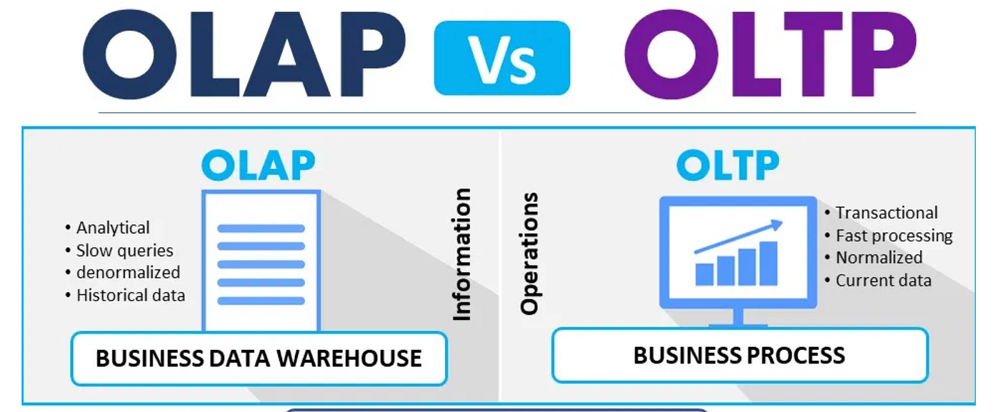 OLAP Vs OLTP
OLAP
• Analytical
• Slow queries
• denormalized
• Historical data
Information
BUSINESS DATA WAREHOUSE
OLTP
Operations
• Transactional
• Fast processing
• Normalized
• Current data
BUSINESS PROCESS